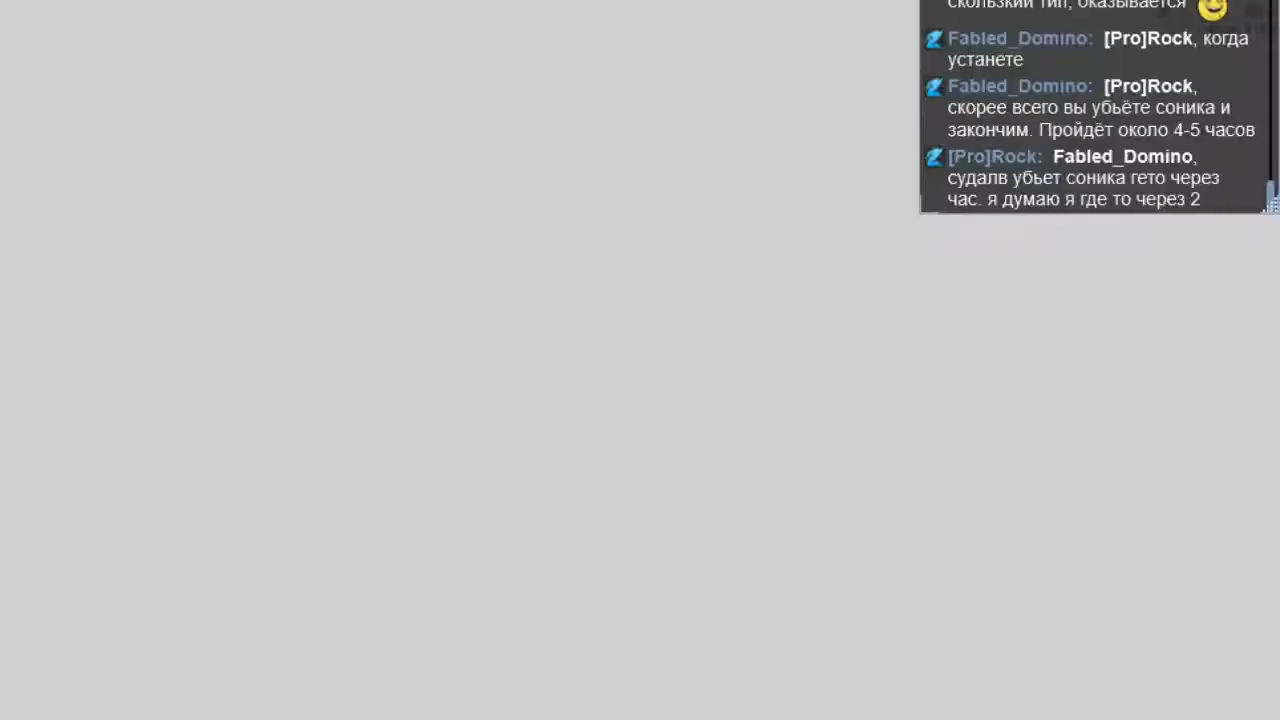 скользкий тип, оказывается
Fabled_Domino: [Pro]Rock, когда
устанете
Fabled_Domino: [Pro]Rock,
скорее всего вы убьёте соника и
закончим. Пройдёт около 4-5 часов
[Pro]Rock: Fabled_Domino,
судалв убьет соника гето через
час. я думаю я где то через 2